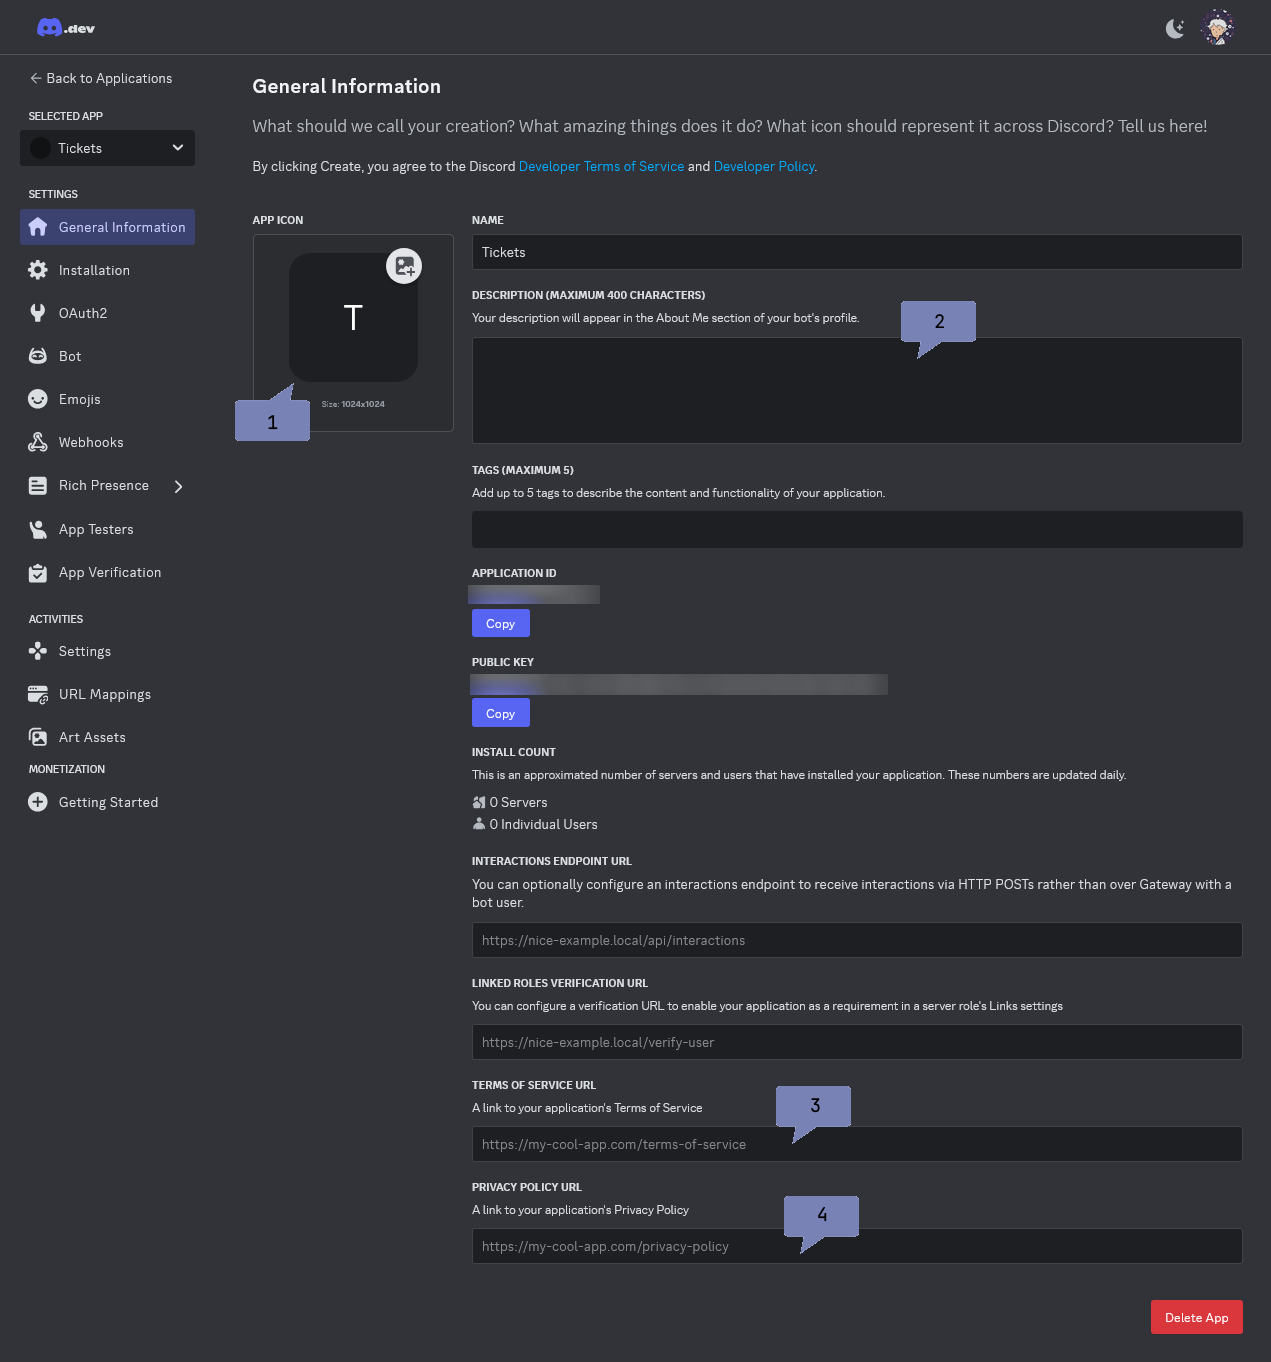 .dev
Back to Applications
SELECTED APP
Tickets
SETTINGS
General Information
Installation
OAuth2
Bot
Emojis
Webhooks
Rich Presence
App Testers
App Verification
ACTIVITIES
Settings
URL Mappings
Art Assets
MONETIZATION
Getting Started
General Information
What should we call your creation? What amazing things does it do? What icon should represent it across Discord? Tell us here!
By clicking Create, you agree to the Discord Developer Terms of Service and Developer Policy.
APP ICON
T
Size: 1024x1024
1
NAME
Tickets
DESCRIPTION (MAXIMUM 400 CHARACTERS)
Your description will appear in the About Me section of your bot's profile.
2
TAGS (MAXIMUM 5)
Add up to 5 tags to describe the content and functionality of your application.
APPLICATION ID
Copy
PUBLIC KEY
Copy
INSTALL COUNT
This is an approximated number of servers and users that have installed your application. These numbers are updated daily.
0 Servers
0 Individual Users
INTERACTIONS ENDPOINT URL
You can optionally configure an interactions endpoint to receive interactions via HTTP POSTs rather than over Gateway with a
bot user.
https://nice-example.local/api/interactions
LINKED ROLES VERIFICATION URL
You can configure a verification URL to enable your application as a requirement in a server role's Links settings
https://nice-example.local/verify-user
TERMS OF SERVICE URL
A link to your application's Terms of Service
3
https://my-cool-app.com/terms-of-service
PRIVACY POLICY URL
A link to your application's Privacy Policy
4
https://my-cool-app.com/privacy-policy
Delete App